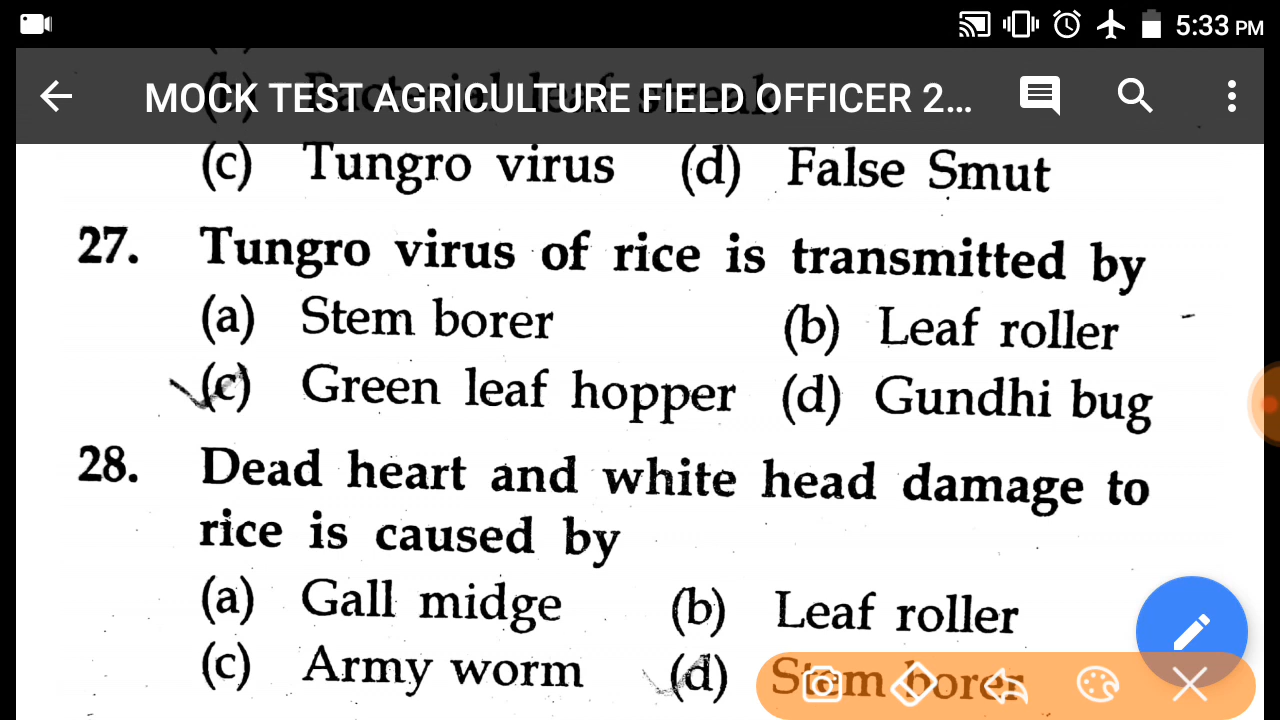 5:33 PM
MOCK TEST AGRICULTURE FIELD OFFICER 2...
(c) Tungro virus (d) False Smut
27. Tungro virus of rice is transmitted by
(a) Stem borer (b) Leaf roller
(c) Green leaf hopper (d) Gundhi bug
28. Dead heart and white head damage to
rice is caused by
(a) Gall midge (b) Leaf roller
(c) Army worm (d) Stem borer